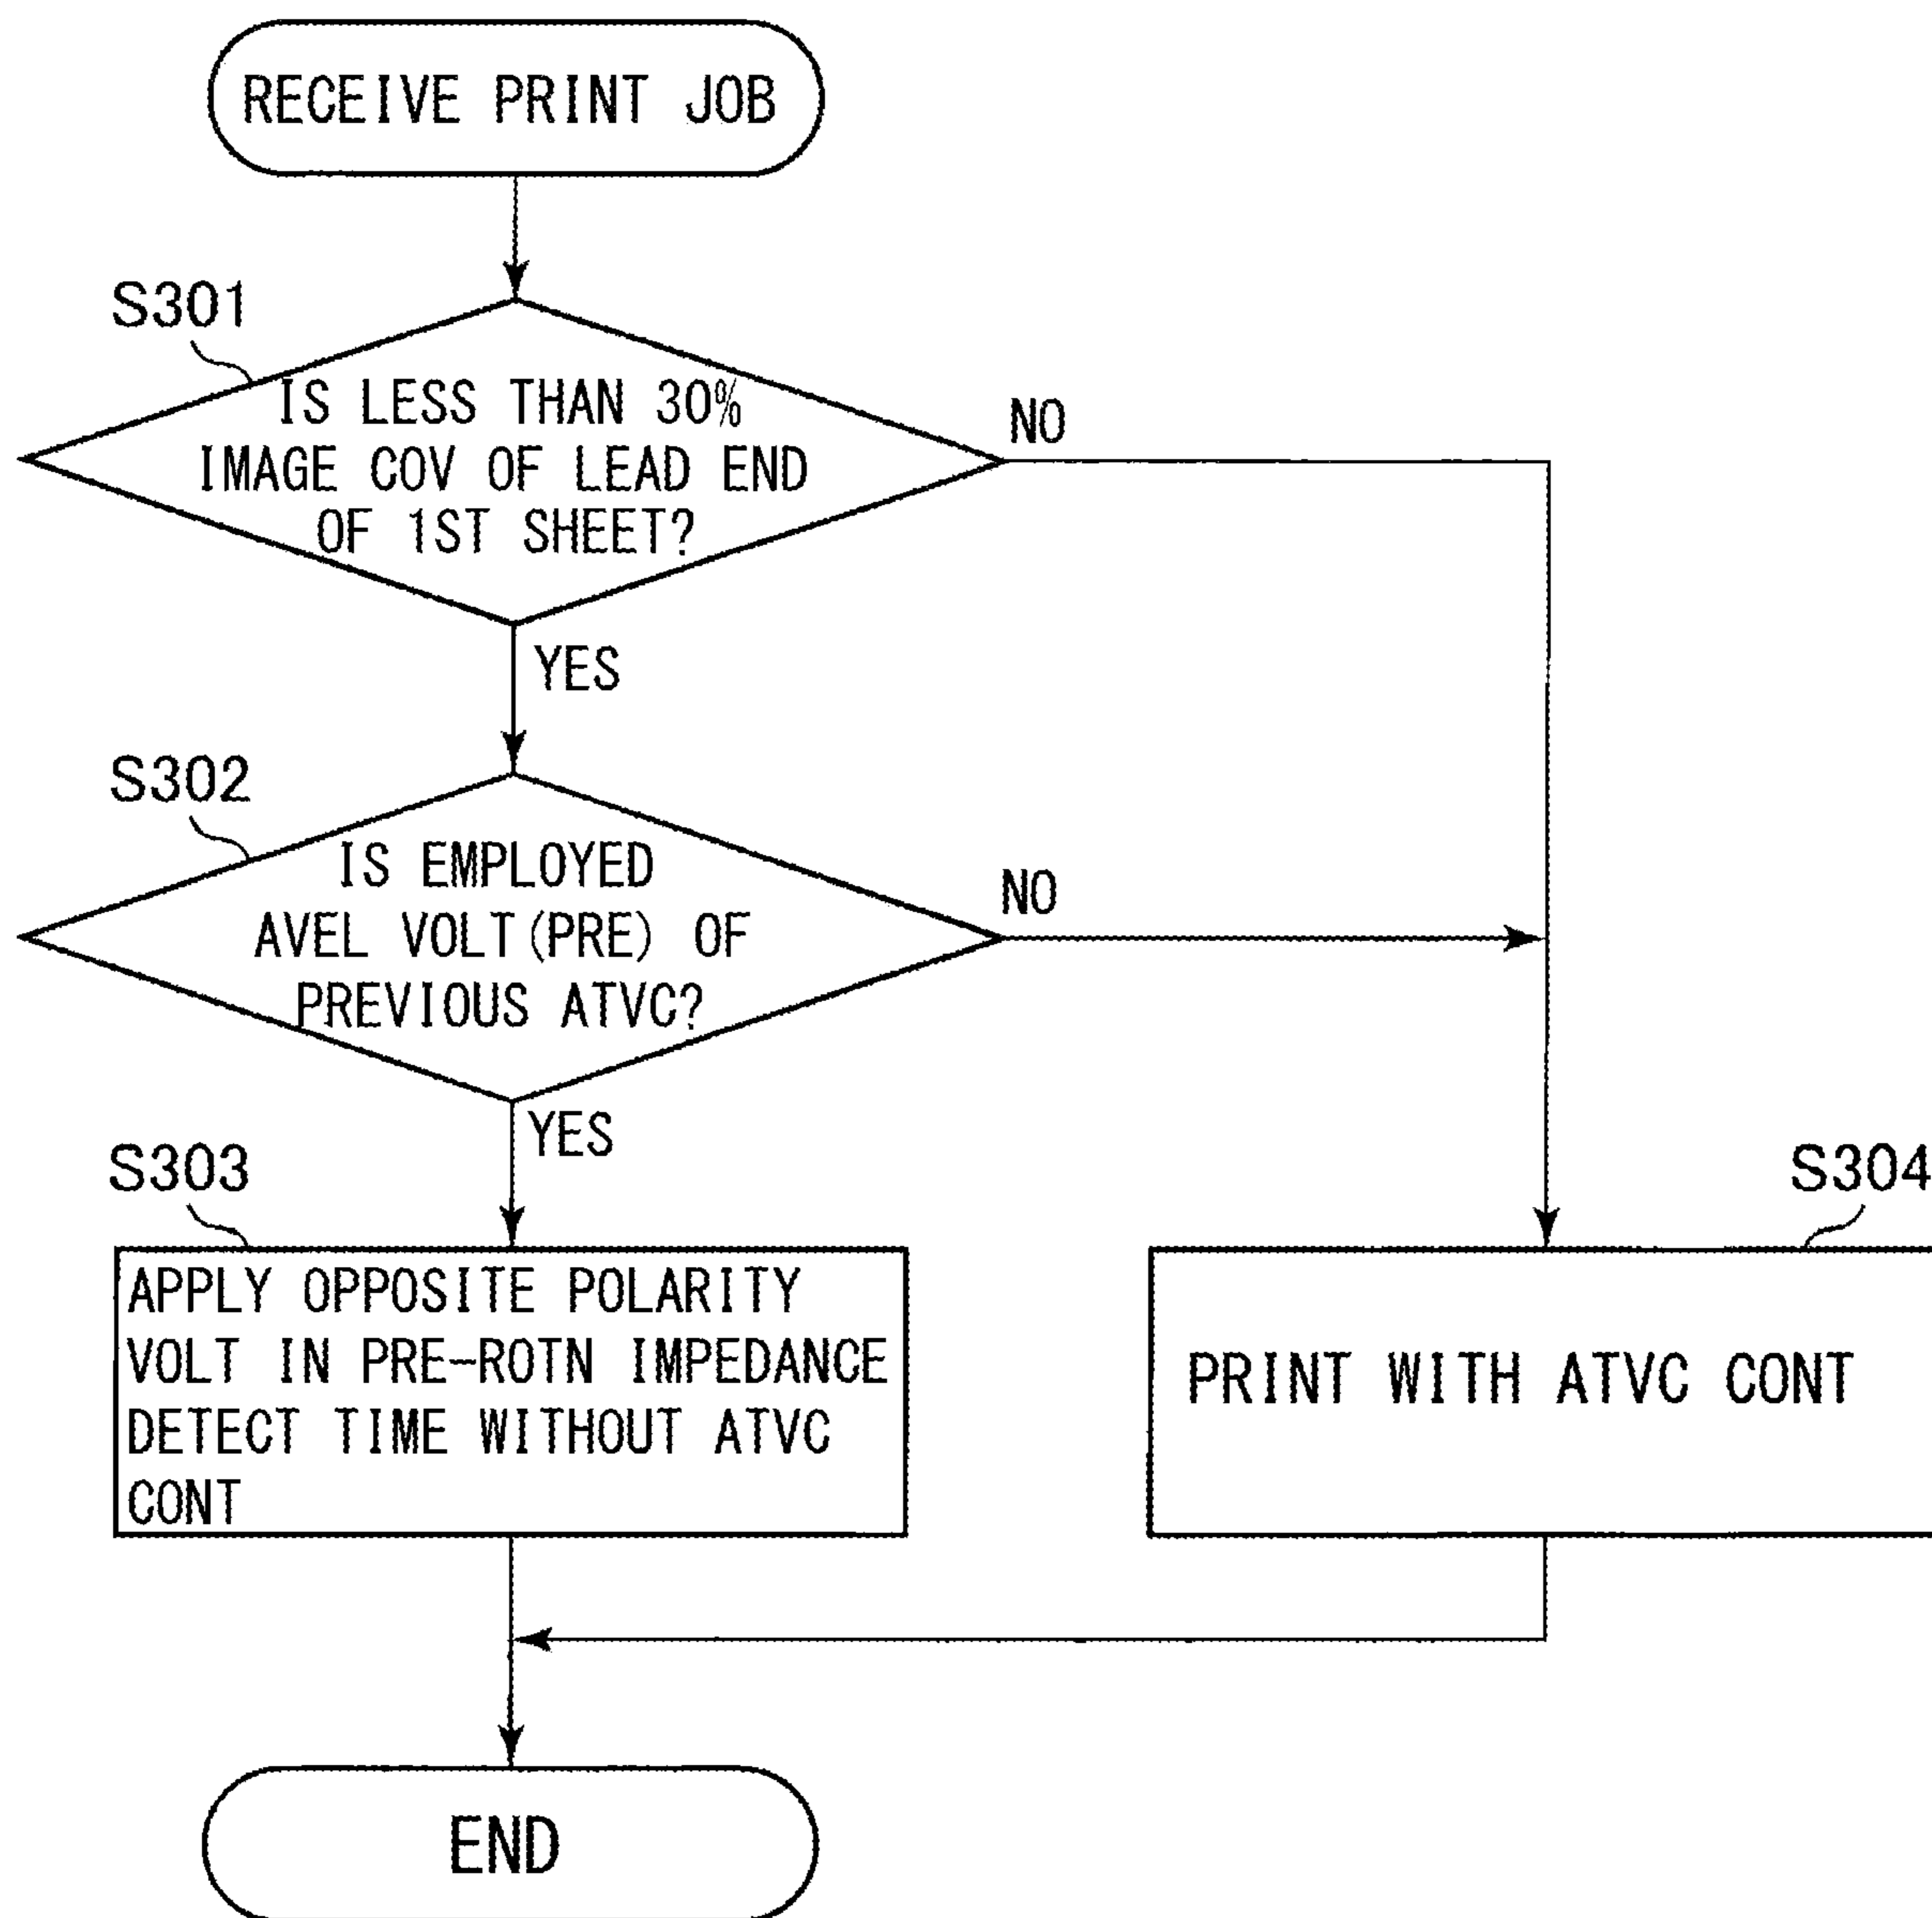 RECEIVE PRINT JOB
S301
IS LESS THAN 30%
IMAGE COV OF LEAD END
OF 1ST SHEET?
NO
YES
S302
IS EMPLOYED
AVEL VOLT(PRE) OF
PREVIOUS ATVC?
NO
YES
S303
APPLY OPPOSITE POLARITY
VOLT IN PRE-ROTN IMPEDANCE
DETECT TIME WITHOUT ATVC
CONT
S304
PRINT WITH ATVC CONT
END